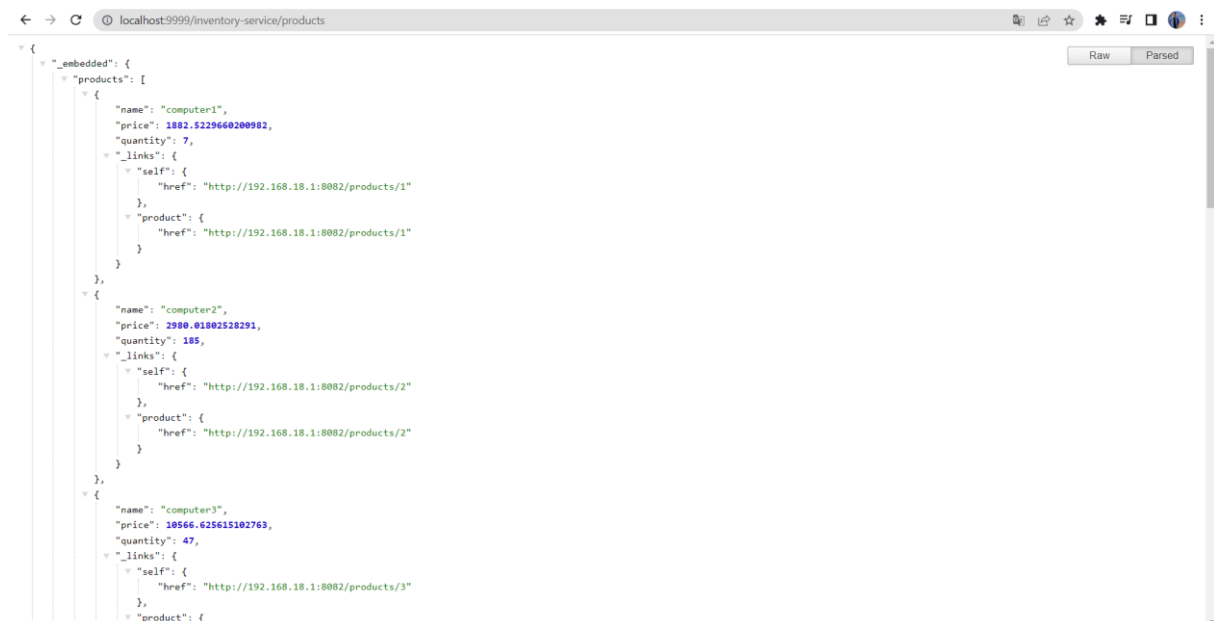 localhost:9999/inventory-service/products
Raw Parsed
{
"_embedded": {
"products": [
{
"name": "computer1",
"price": 1882.5229660200982,
"quantity": 7,
"_links": {
"self": {
"href": "http://192.168.18.1:8082/products/1"
},
"product": {
"href": "http://192.168.18.1:8082/products/1"
}
}
},
{
"name": "computer2",
"price": 2980.01802528291,
"quantity": 185,
"_links": {
"self": {
"href": "http://192.168.18.1:8082/products/2"
},
"product": {
"href": "http://192.168.18.1:8082/products/2"
}
}
},
{
"name": "computer3",
"price": 10566.625615102763,
"quantity": 47,
"_links": {
"self": {
"href": "http://192.168.18.1:8082/products/3"
},
"product": {